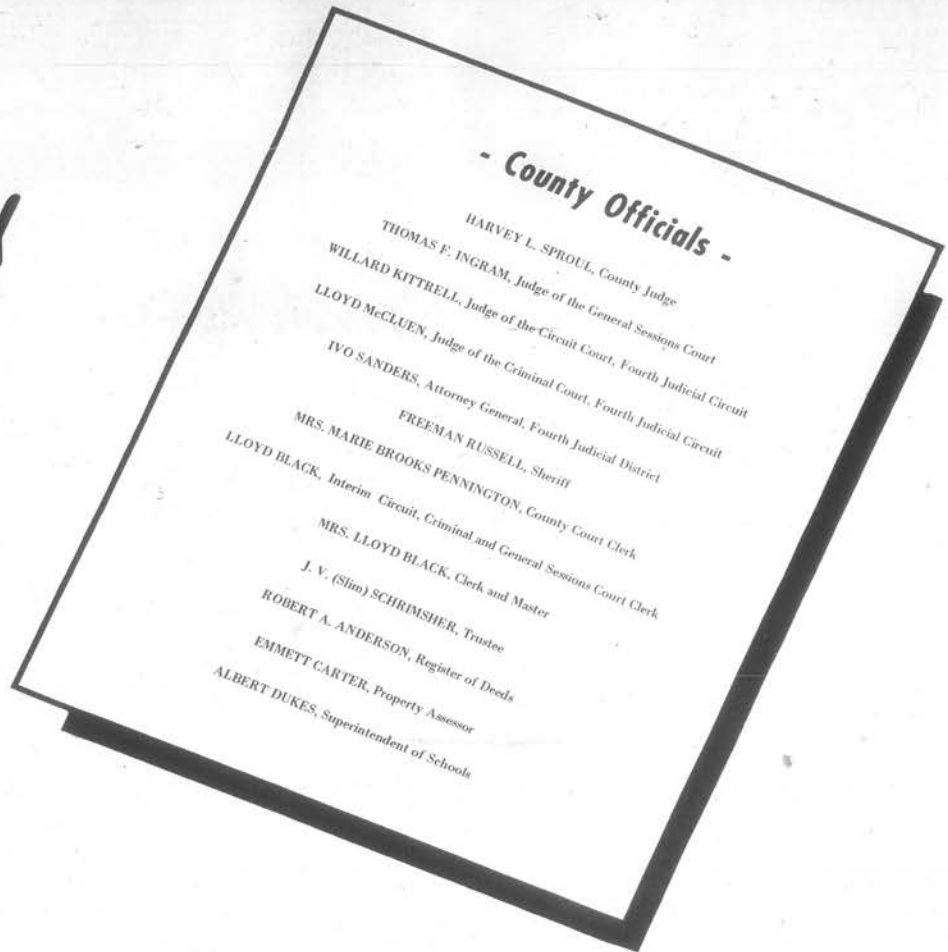 - County Officials -
HARVEY L. SPROUL, County Judge
THOMAS F. INGRAM, Judge of the General Sessions Court
WILLARD KITTRELL, Judge of the Circuit Court, Fourth Judicial Circuit
LLOYD McCLUEN, Judge of the Criminal Court, Fourth Judicial Circuit
IVO SANDERS, Attorney General, Fourth Judicial District
FREEMAN RUSSELL, Sheriff
MRS. MARIE BROOKS PENNINGTON, County Court Clerk
LLOYD BLACK, Interim Circuit, Criminal and General Sessions Court Clerk
MRS. LLOYD BLACK, Clerk and Master
J. V. (Slim) SCHRIMSHER, Trustee
ROBERT A. ANDERSON, Register of Deeds
EMMETT CARTER, Property Assessor
ALBERT DUKES, Superintendent of Schools